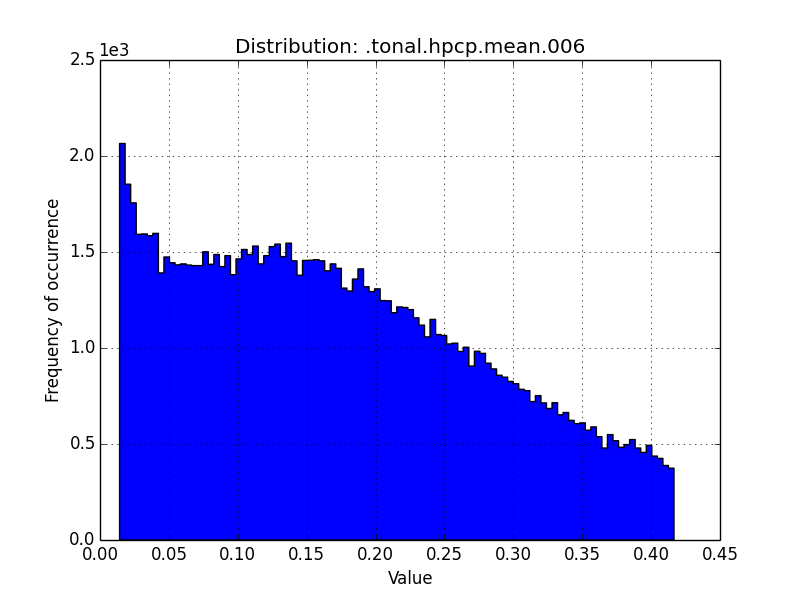 Distribution: .tonal.hpcp.mean.006
1e3
2.5
2.0
1.5
1.0
0.5
0.0
Frequency of occurrence
0.00 0.05 0.10 0.15 0.20 0.25 0.30 0.35 0.40 0.45
Value